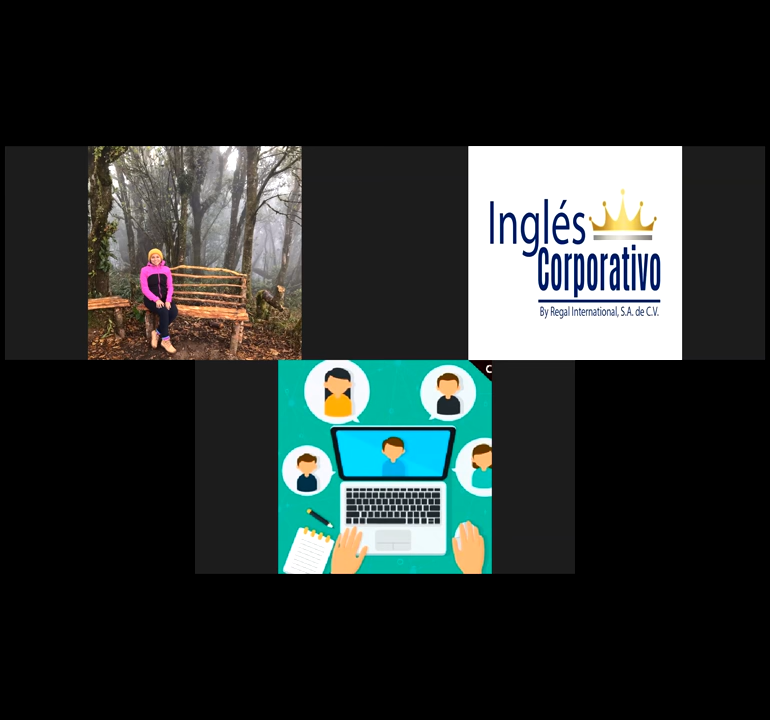 Inglés
Corporativo
By Regal International, S.A. de C.V.
C